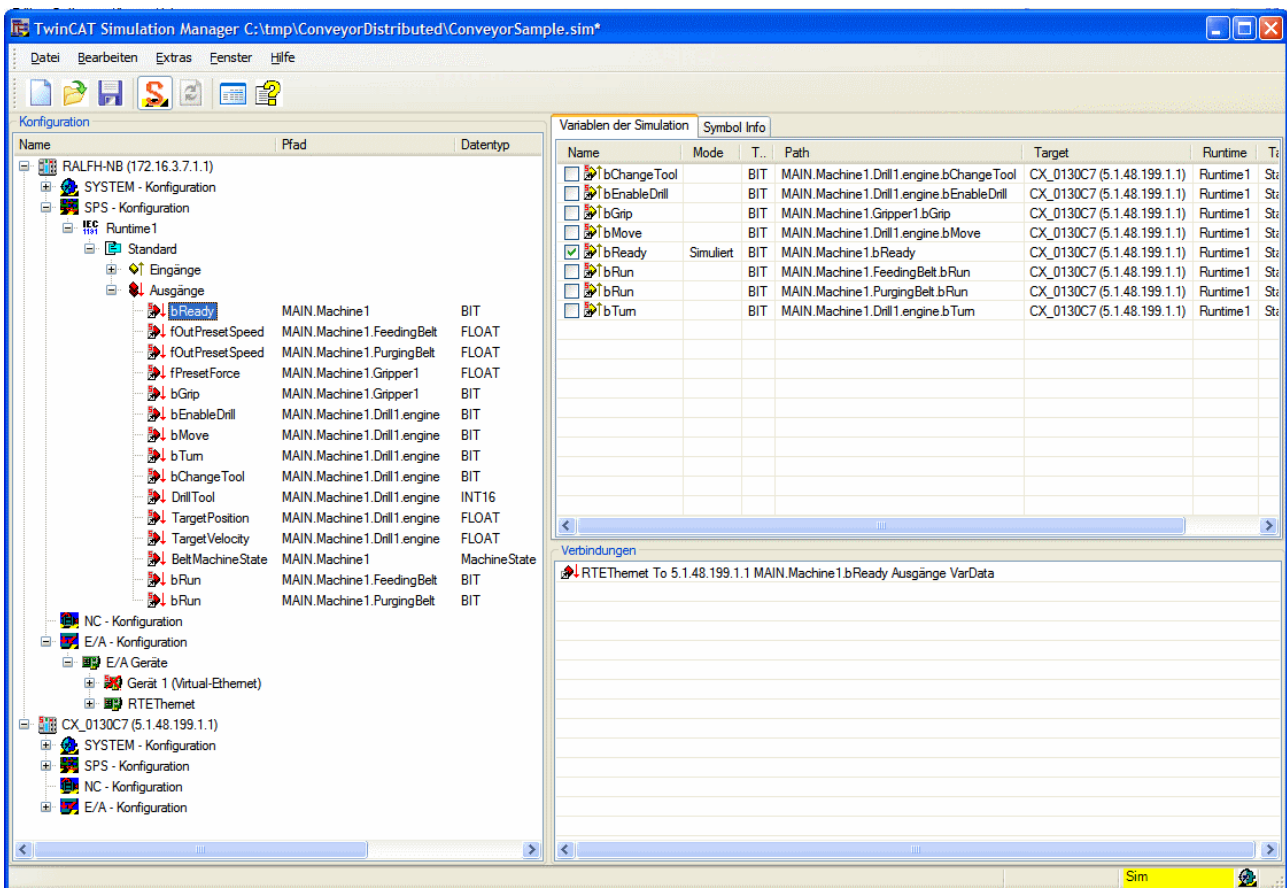 TwinCAT Simulation Manager C:\tmp\ConveyorDistributed\ConveyorSample.sim*
Datei Bearbeiten Extras Fenster Hilfe
Konfiguration
Name Pfad Datentyp
RALFH-NB (172.16.3.7.1.1)
SYSTEM - Konfiguration
SPS - Konfiguration
IEC 1131 Runtime1
Standard
Eingänge
Ausgänge
bReady MAIN.Machine1 BIT
fOutPresetSpeed MAIN.Machine1.FeedingBelt FLOAT
fOutPresetSpeed MAIN.Machine1.PurgingBelt FLOAT
fPresetForce MAIN.Machine1.Gripper1 FLOAT
bGrip MAIN.Machine1.Gripper1 BIT
bEnableDrill MAIN.Machine1.Drill1.engine BIT
bMove MAIN.Machine1.Drill1.engine BIT
bTurn MAIN.Machine1.Drill1.engine BIT
bChangeTool MAIN.Machine1.Drill1.engine BIT
DrillTool MAIN.Machine1.Drill1.engine INT16
TargetPosition MAIN.Machine1.Drill1.engine FLOAT
TargetVelocity MAIN.Machine1.Drill1.engine FLOAT
BeltMachineState MAIN.Machine1 MachineState
bRun MAIN.Machine1.FeedingBelt BIT
bRun MAIN.Machine1.PurgingBelt BIT
NC - Konfiguration
E/A - Konfiguration
E/A Geräte
Gerät 1 (Virtual-Ethernet)
RTEThernet
CX_0130C7 (5.1.48.199.1.1)
SYSTEM - Konfiguration
SPS - Konfiguration
NC - Konfiguration
E/A - Konfiguration
Variablen der Simulation Symbol Info
Name Mode T.. Path Target Runtime Ta
bChangeTool BIT MAIN.Machine1.Drill1.engine.bChangeTool CX_0130C7 (5.1.48.199.1.1) Runtime1 Sta
bEnableDrill BIT MAIN.Machine1.Drill1.engine.bEnableDrill CX_0130C7 (5.1.48.199.1.1) Runtime1 Sta
bGrip BIT MAIN.Machine1.Gripper1.bGrip CX_0130C7 (5.1.48.199.1.1) Runtime1 Sta
bMove BIT MAIN.Machine1.Drill1.engine.bMove CX_0130C7 (5.1.48.199.1.1) Runtime1 Sta
bReady Simuliert BIT MAIN.Machine1.bReady CX_0130C7 (5.1.48.199.1.1) Runtime1 Sta
bRun BIT MAIN.Machine1.FeedingBelt.bRun CX_0130C7 (5.1.48.199.1.1) Runtime1 Sta
bRun BIT MAIN.Machine1.PurgingBelt.bRun CX_0130C7 (5.1.48.199.1.1) Runtime1 Sta
bTurn BIT MAIN.Machine1.Drill1.engine.bTurn CX_0130C7 (5.1.48.199.1.1) Runtime1 Sta
Verbindungen
RTEThernet To 5.1.48.199.1.1 MAIN.Machine1.bReady Ausgänge VarData
Sim